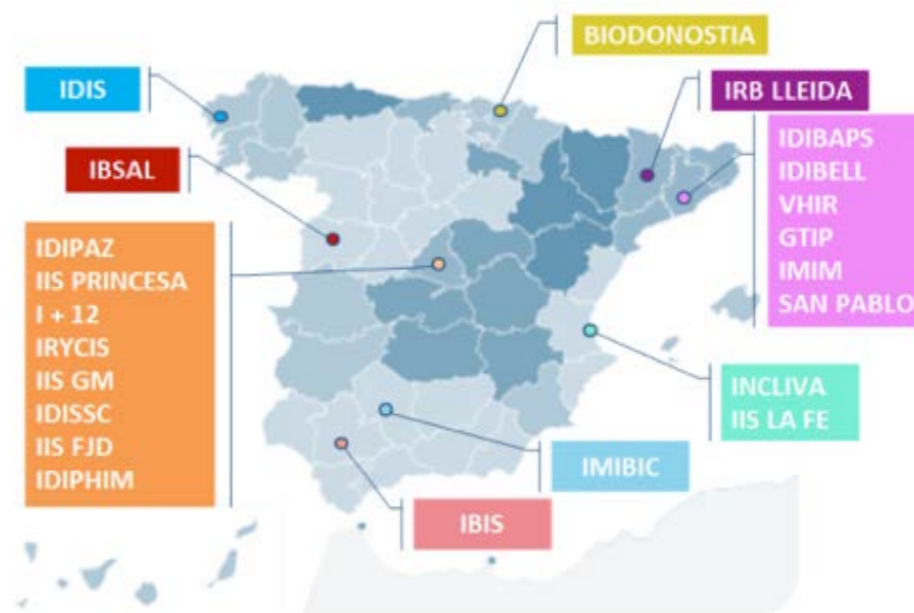 BIODONOSTIA
IDIS
IRB LLEIDA
IDIBAPS
IDIBELL
VHIR
GTIP
IMIM
SAN PABLO
IBSAL
IDIPAZ
IIS PRINCESA
I + 12
IRYCIS
IIS GM
IDISSC
IIS FJD
IDIPHIM
INCLIVA
IIS LA FE
IMIBIC
IBIS